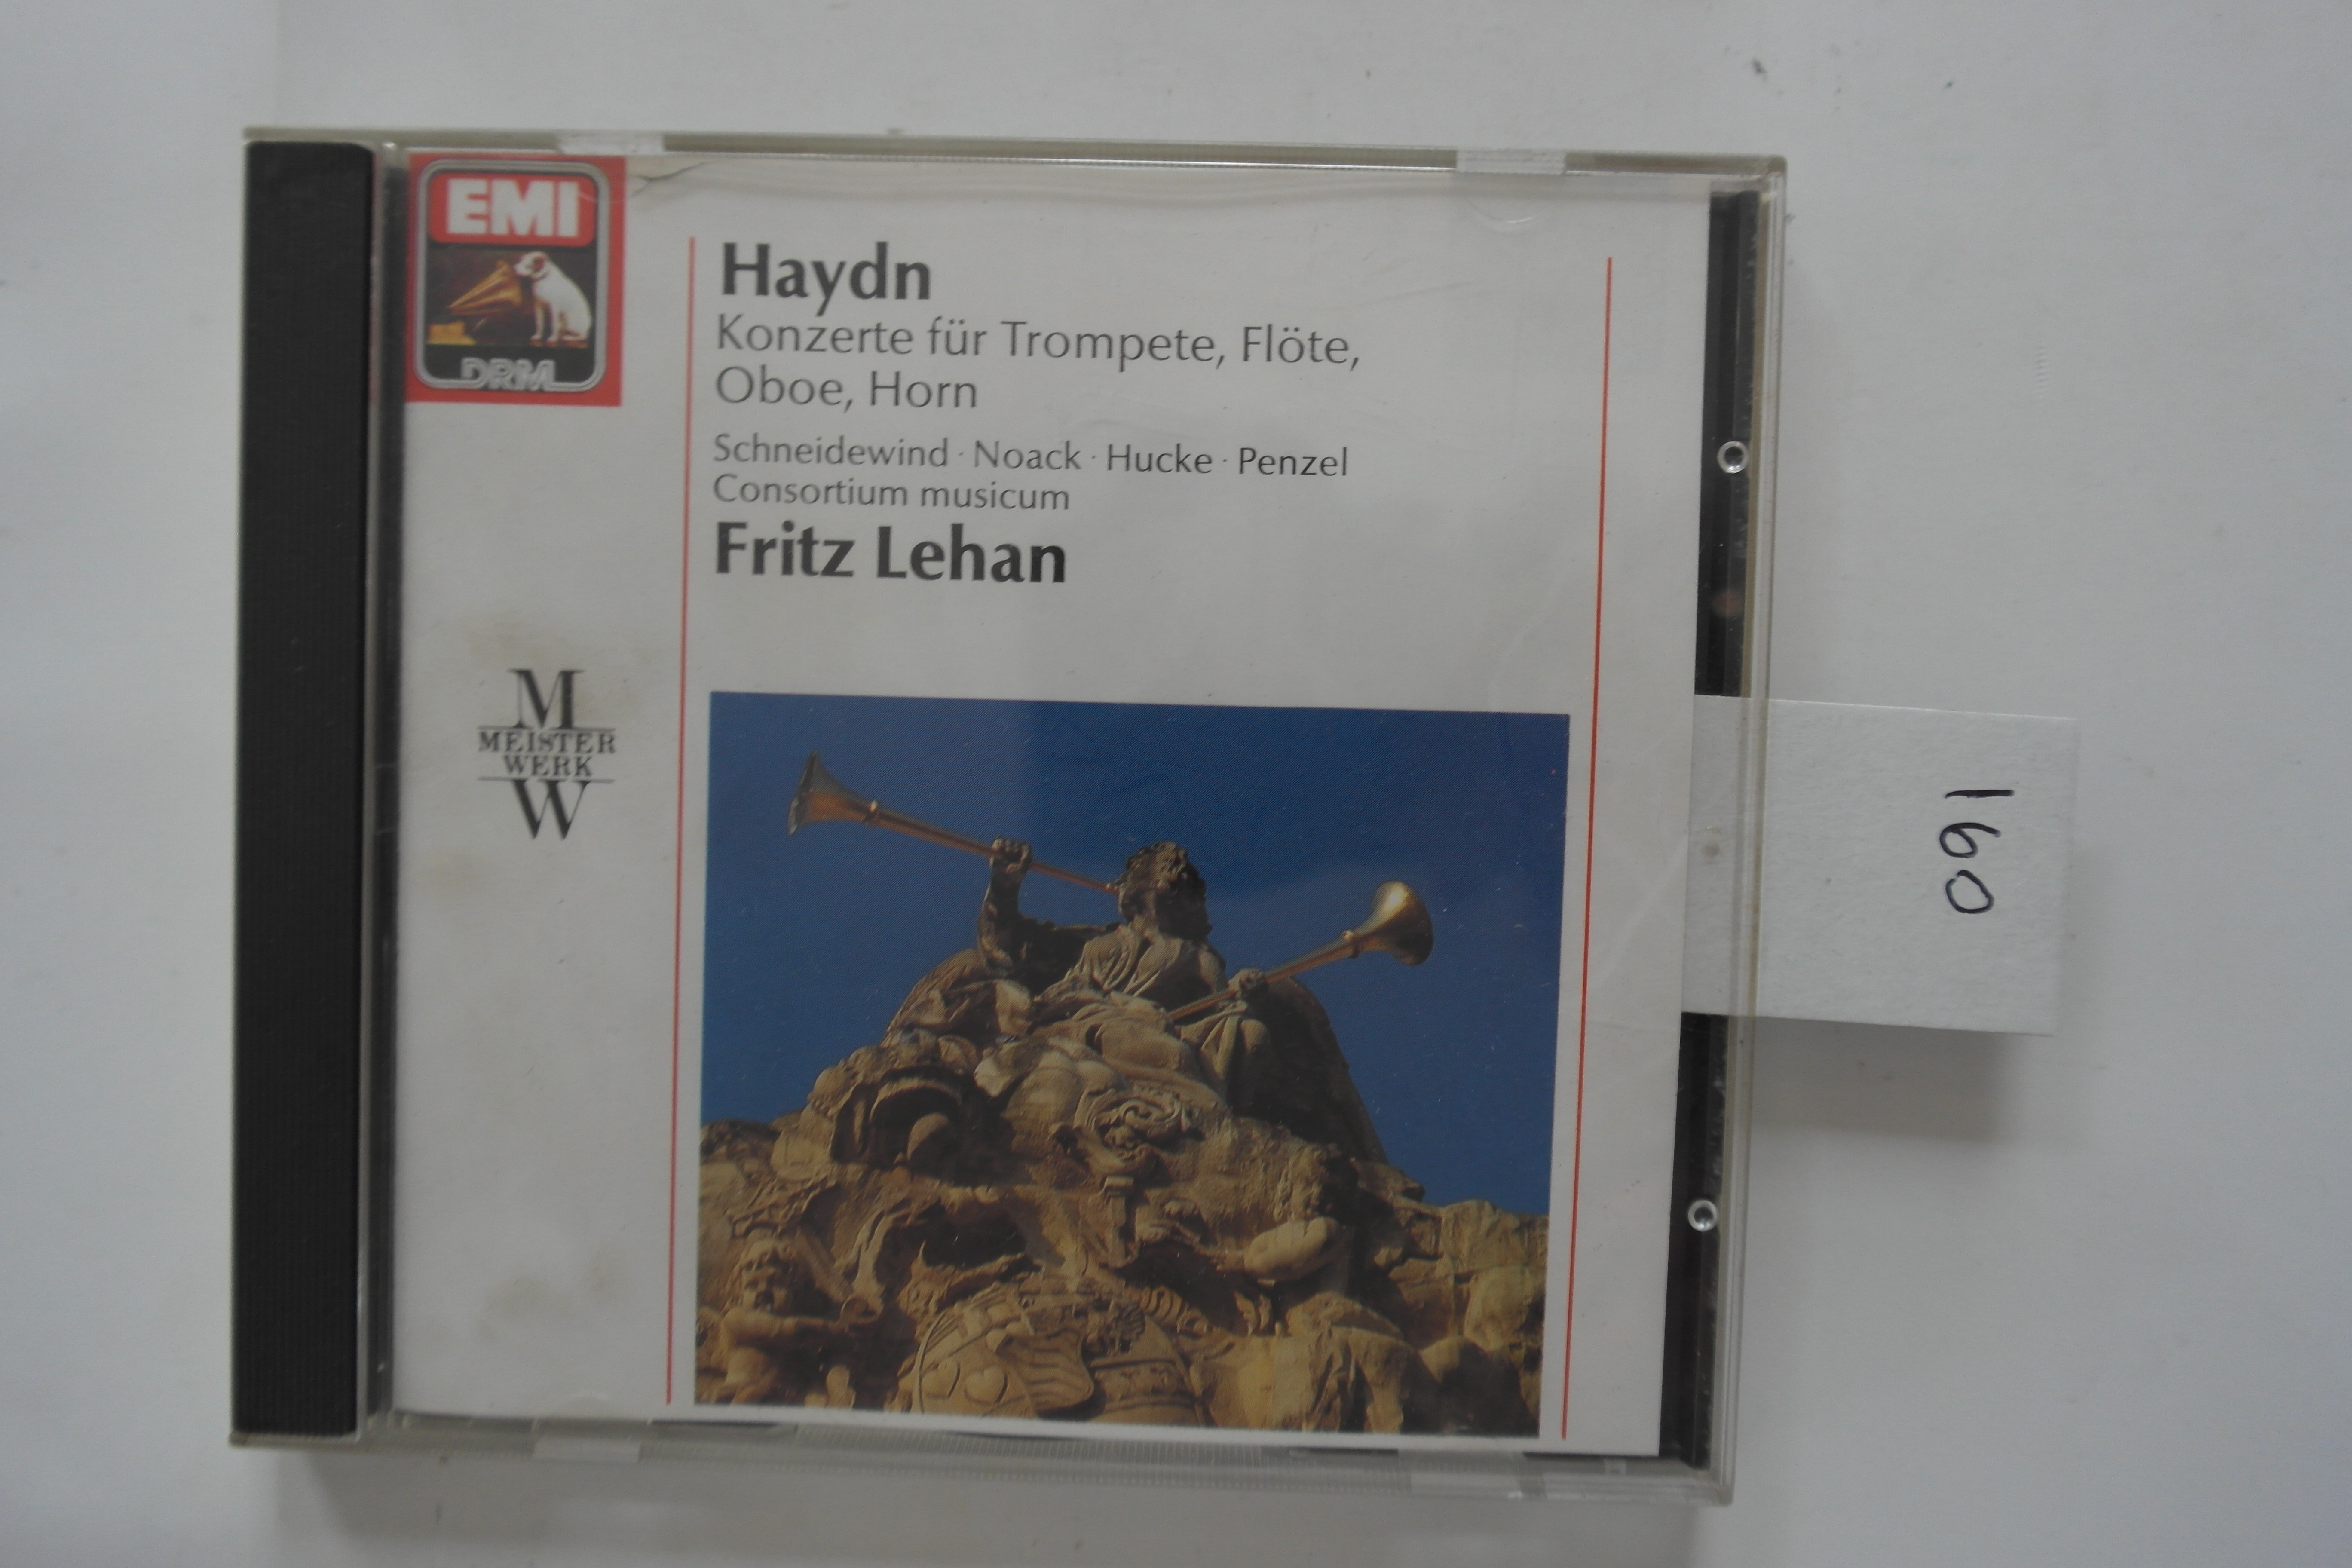 EMI
DRM
Haydn
Konzerte für Trompete, Flöte,
Oboe, Horn
Schneidewind · Noack · Hucke · Penzel
Consortium musicum
Fritz Lehan
M
MEISTER
WERK
W
160